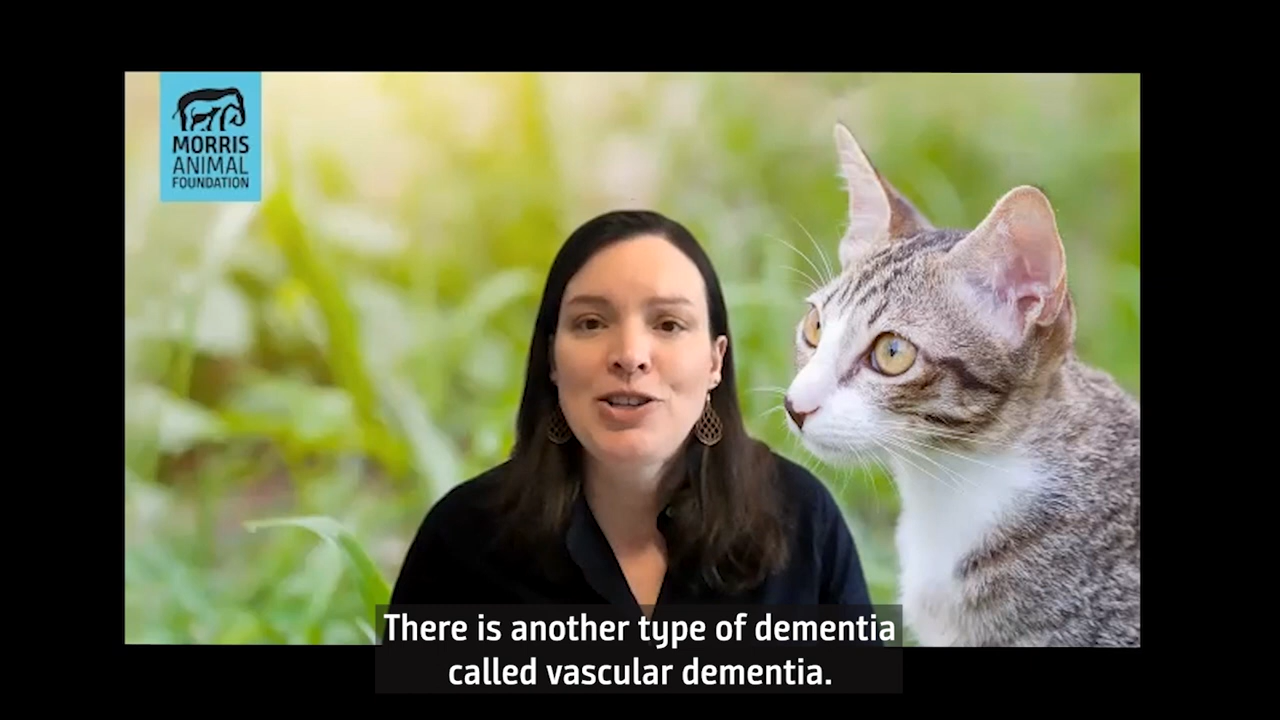 MORRIS
ANIMAL
FOUNDATION
There is another type of dementia
called vascular dementia.